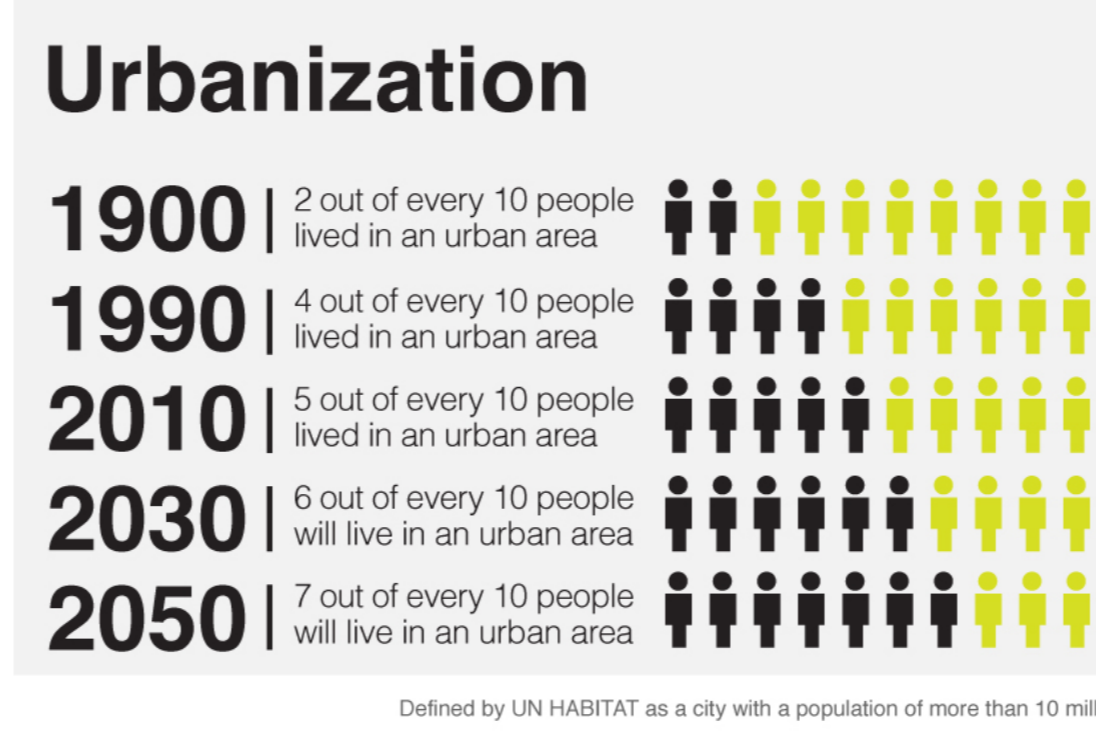 Urbanization
1900
2 out of every 10 people
lived in an urban area
1990
4 out of every 10 people
lived in an urban area
2010
5 out of every 10 people
lived in an urban area
2030
6 out of every 10 people
will live in an urban area
2050
7 out of every 10 people
will live in an urban area
Defined by UN HABITAT as a city with a population of more than 10